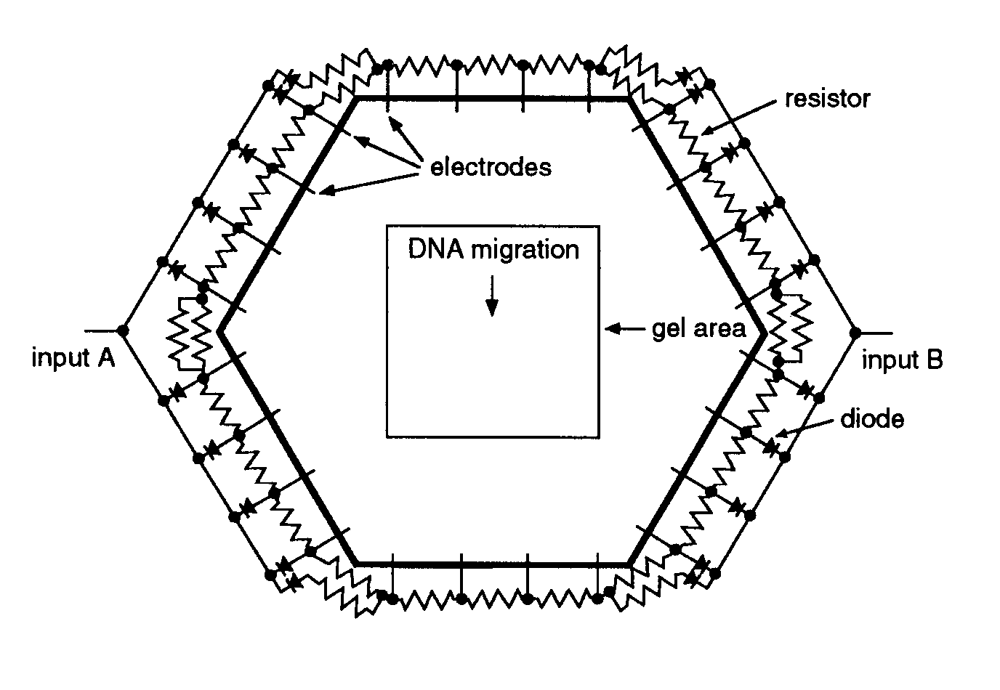 resistor
electrodes
DNA migration
gel area
input A
input B
diode